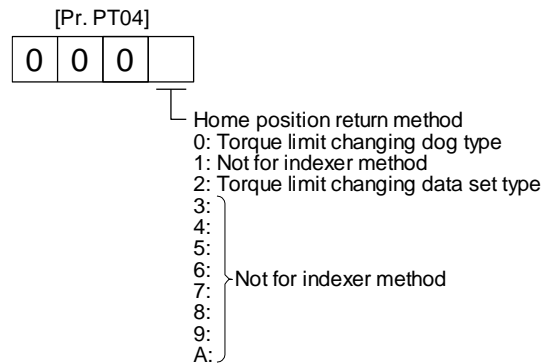 [Pr. PT04]
0 0 0
Home position return method
0: Torque limit changing dog type
1: Not for indexer method
2: Torque limit changing data set type
3:
4:
5:
6:
7:
8:
9:
A:
Not for indexer method